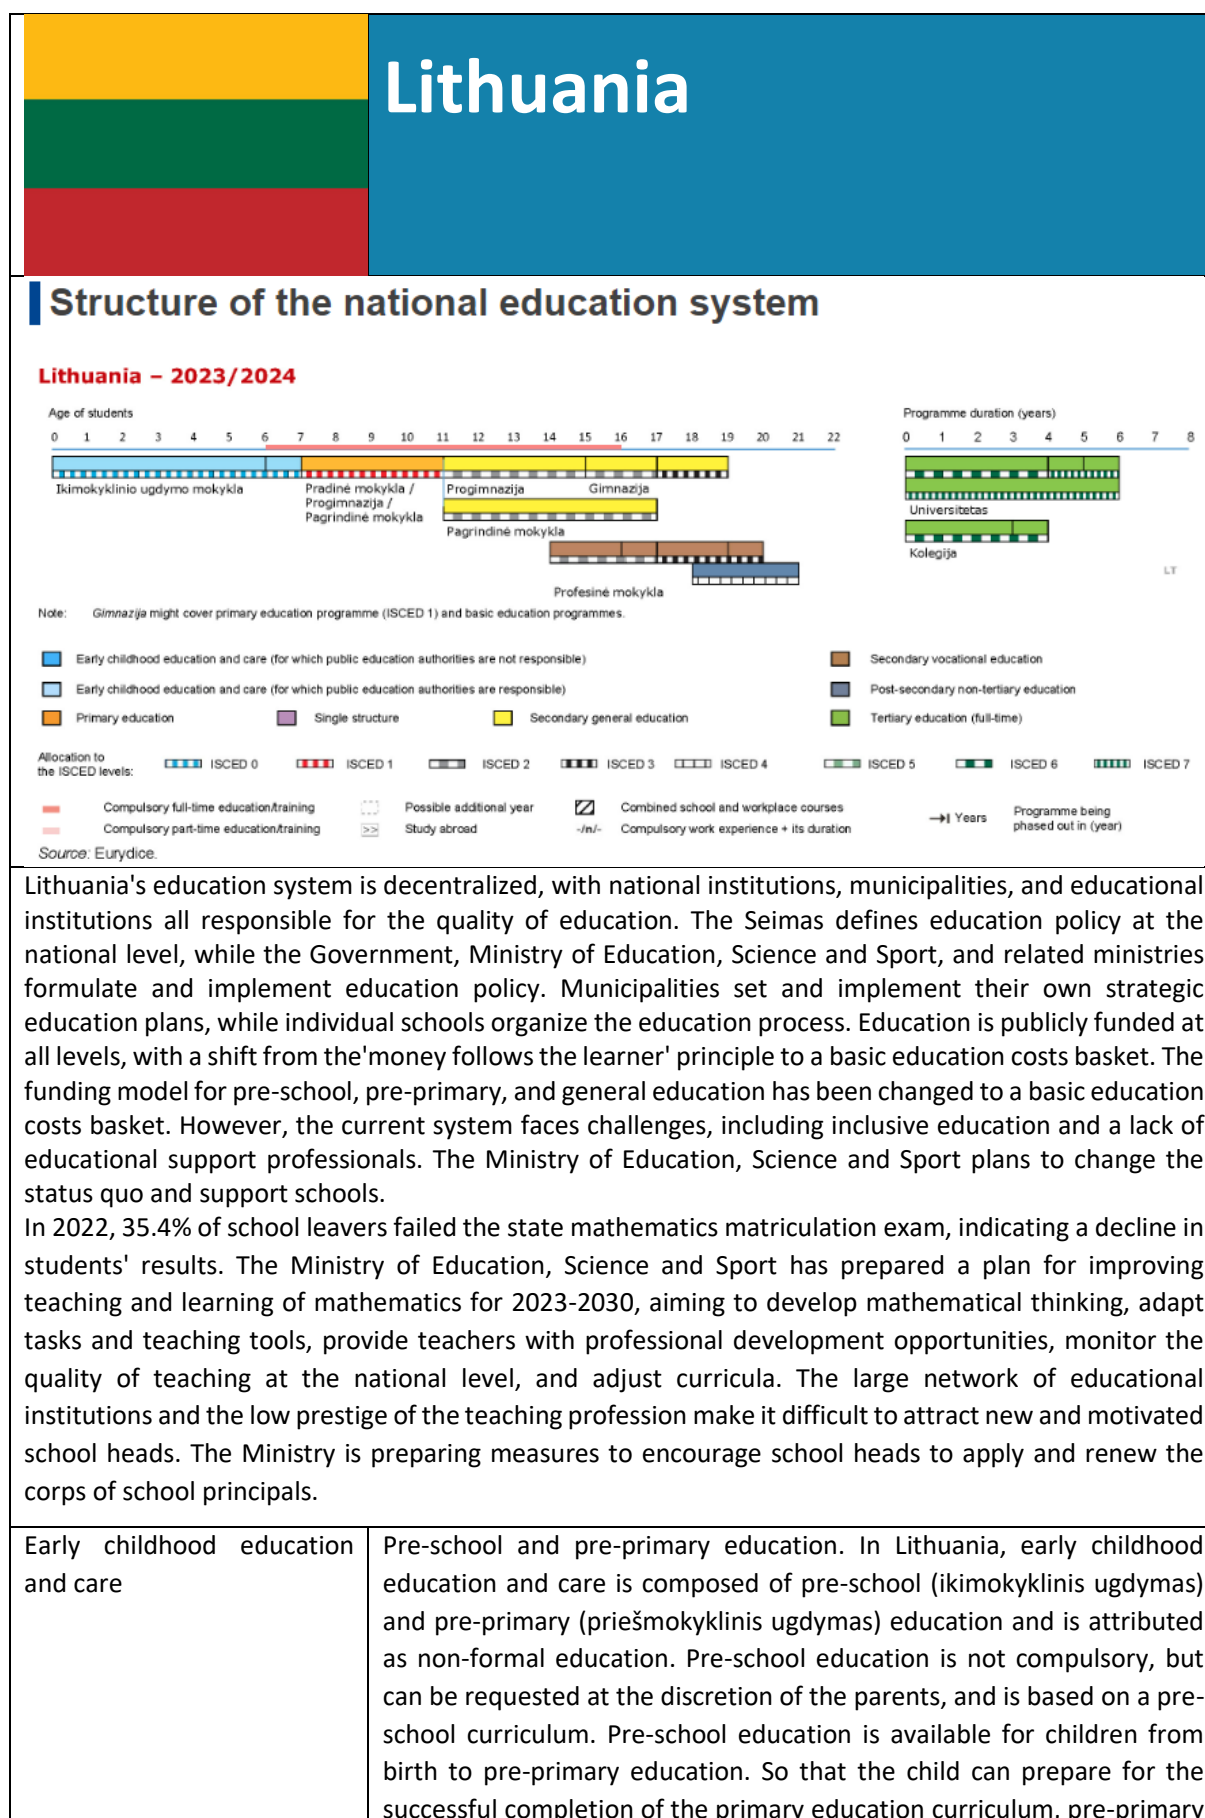 Lithuania
Structure of the national education system
Lithuania – 2023/2024
Age of students
Programme duration (years)
0 1 2 3 4 5 6 7 8 9 10 11 12 13 14 15 16 17 18 19 20 21 22
0 1 2 3 4 5 6 7 8
Ikimokyklinio ugdymo mokykla
Pradinė mokykla /
Progimnazija /
Pagrindinė mokykla
Progimnazija
Gimnazija
Pagrindinė mokykla
Profesinė mokykla
Universitetas
Kolegija
LT
Note: Gimnazija might cover primary education programme (ISCED 1) and basic education programmes.
Early childhood education and care (for which public education authorities are not responsible)
Secondary vocational education
Early childhood education and care (for which public education authorities are responsible)
Post-secondary non-tertiary education
Primary education
Single structure
Secondary general education
Tertiary education (full-time)
Allocation to
the ISCED levels:
ISCED 0
ISCED 1
ISCED 2
ISCED 3
ISCED 4
ISCED 5
ISCED 6
ISCED 7
Compulsory full-time education/training
Possible additional year
Combined school and workplace courses
Years
Programme being
phased out in (year)
Compulsory part-time education/training
>> Study abroad
-/n/- Compulsory work experience + its duration
Source: Eurydice.
Lithuania's education system is decentralized, with national institutions, municipalities, and educational
institutions all responsible for the quality of education. The Seimas defines education policy at the
national level, while the Government, Ministry of Education, Science and Sport, and related ministries
formulate and implement education policy. Municipalities set and implement their own strategic
education plans, while individual schools organize the education process. Education is publicly funded at
all levels, with a shift from the'money follows the learner' principle to a basic education costs basket. The
funding model for pre-school, pre-primary, and general education has been changed to a basic education
costs basket. However, the current system faces challenges, including inclusive education and a lack of
educational support professionals. The Ministry of Education, Science and Sport plans to change the
status quo and support schools.
In 2022, 35.4% of school leavers failed the state mathematics matriculation exam, indicating a decline in
students' results. The Ministry of Education, Science and Sport has prepared a plan for improving
teaching and learning of mathematics for 2023-2030, aiming to develop mathematical thinking, adapt
tasks and teaching tools, provide teachers with professional development opportunities, monitor the
quality of teaching at the national level, and adjust curricula. The large network of educational
institutions and the low prestige of the teaching profession make it difficult to attract new and motivated
school heads. The Ministry is preparing measures to encourage school heads to apply and renew the
corps of school principals.
Early childhood education
and care
Pre-school and pre-primary education. In Lithuania, early childhood
education and care is composed of pre-school (ikimokyklinis ugdymas)
and pre-primary (priešmokyklinis ugdymas) education and is attributed
as non-formal education. Pre-school education is not compulsory, but
can be requested at the discretion of the parents, and is based on a pre-
school curriculum. Pre-school education is available for children from
birth to pre-primary education. So that the child can prepare for the
successful completion of the primary education curriculum, pre-primary